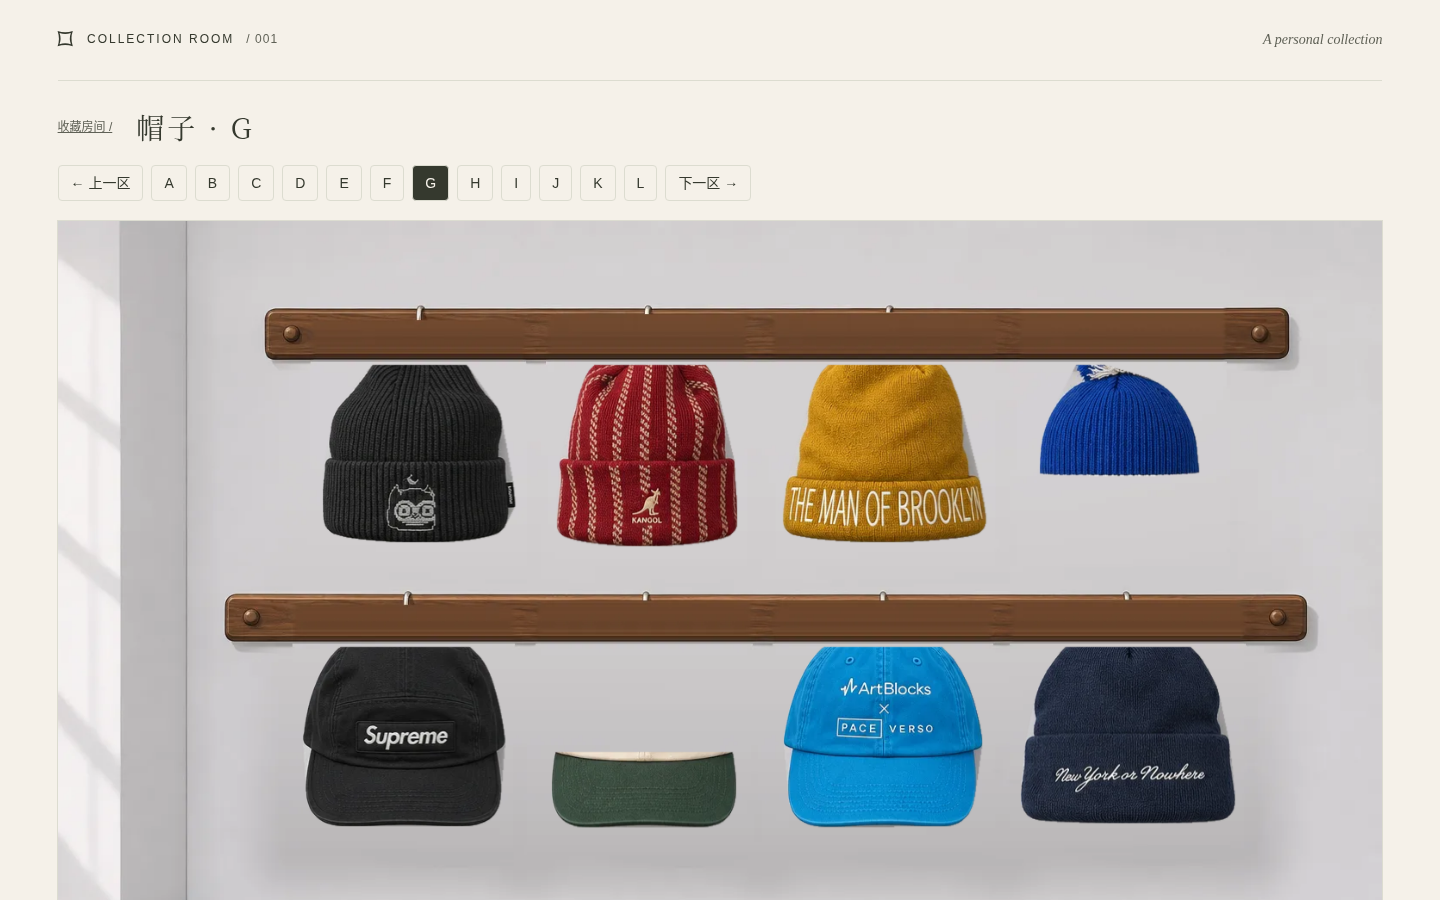 COLLECTION ROOM / 001
A personal collection
收藏房间 /
帽子 · G
← 上一区 A B C D E F G H I J K L 下一区 →
KANGOL
THE MAN OF BROOKLYN
Supreme
ArtBlocks
×
PACE VERSO
New York or Nowhere